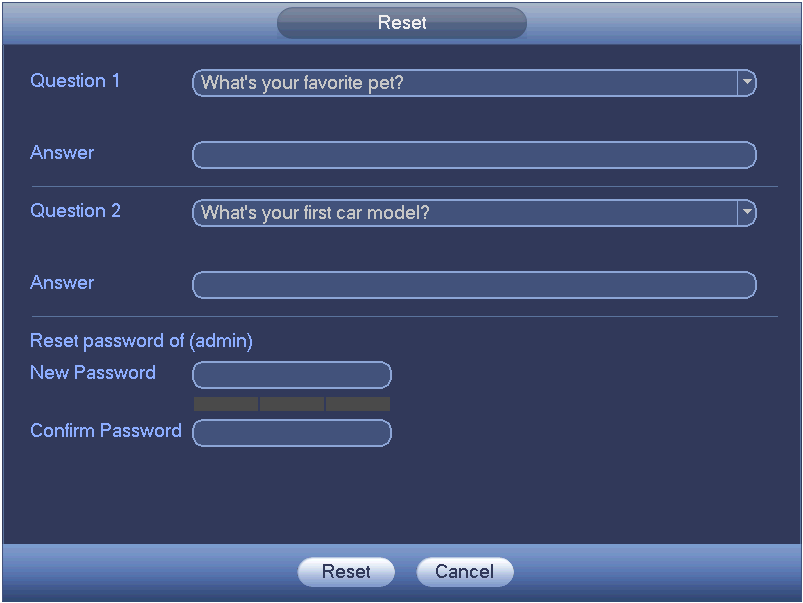 Reset
Question 1 What's your favorite pet?
Answer
Question 2 What's your first car model?
Answer
Reset password of (admin)
New Password
Confirm Password
Reset Cancel